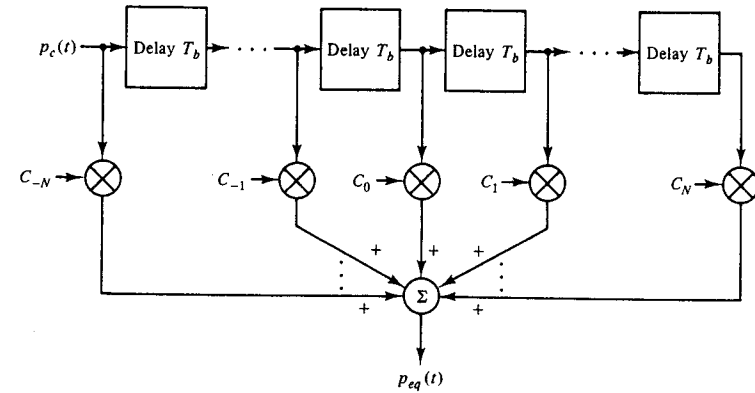 p_c(t) Delay T_b · · · Delay T_b Delay T_b · · · · · Delay T_b
C_{-N} C_{-1} C_0 C_1 C_N
+ + +
+ Σ +
p_{eq}(t)